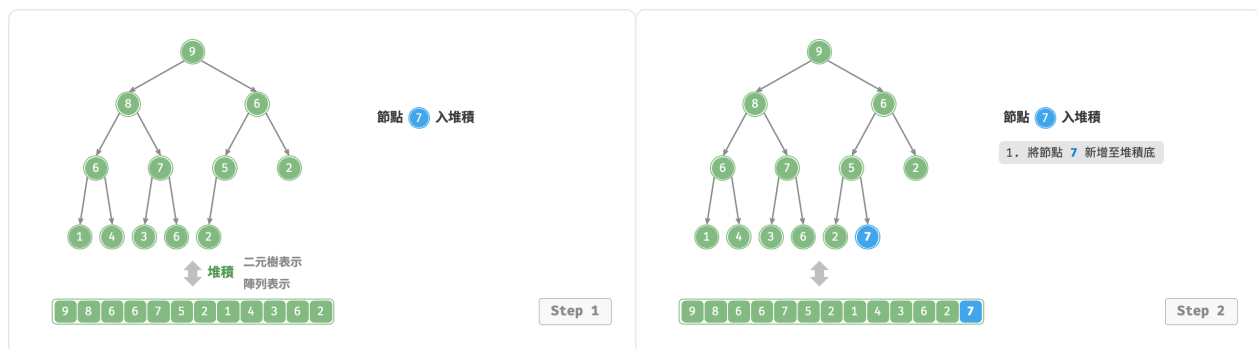 9
8 6
節點 7 入堆積
6 7 5 2
1 4 3 6 2
堆積
二元樹表示
陣列表示
9 8 6 6 7 5 2 1 4 3 6 2
Step 1
9
8 6
節點 7 入堆積
1. 將節點 7 新增至堆積底
6 7 5 2
1 4 3 6 2 7
9 8 6 6 7 5 2 1 4 3 6 2 7
Step 2